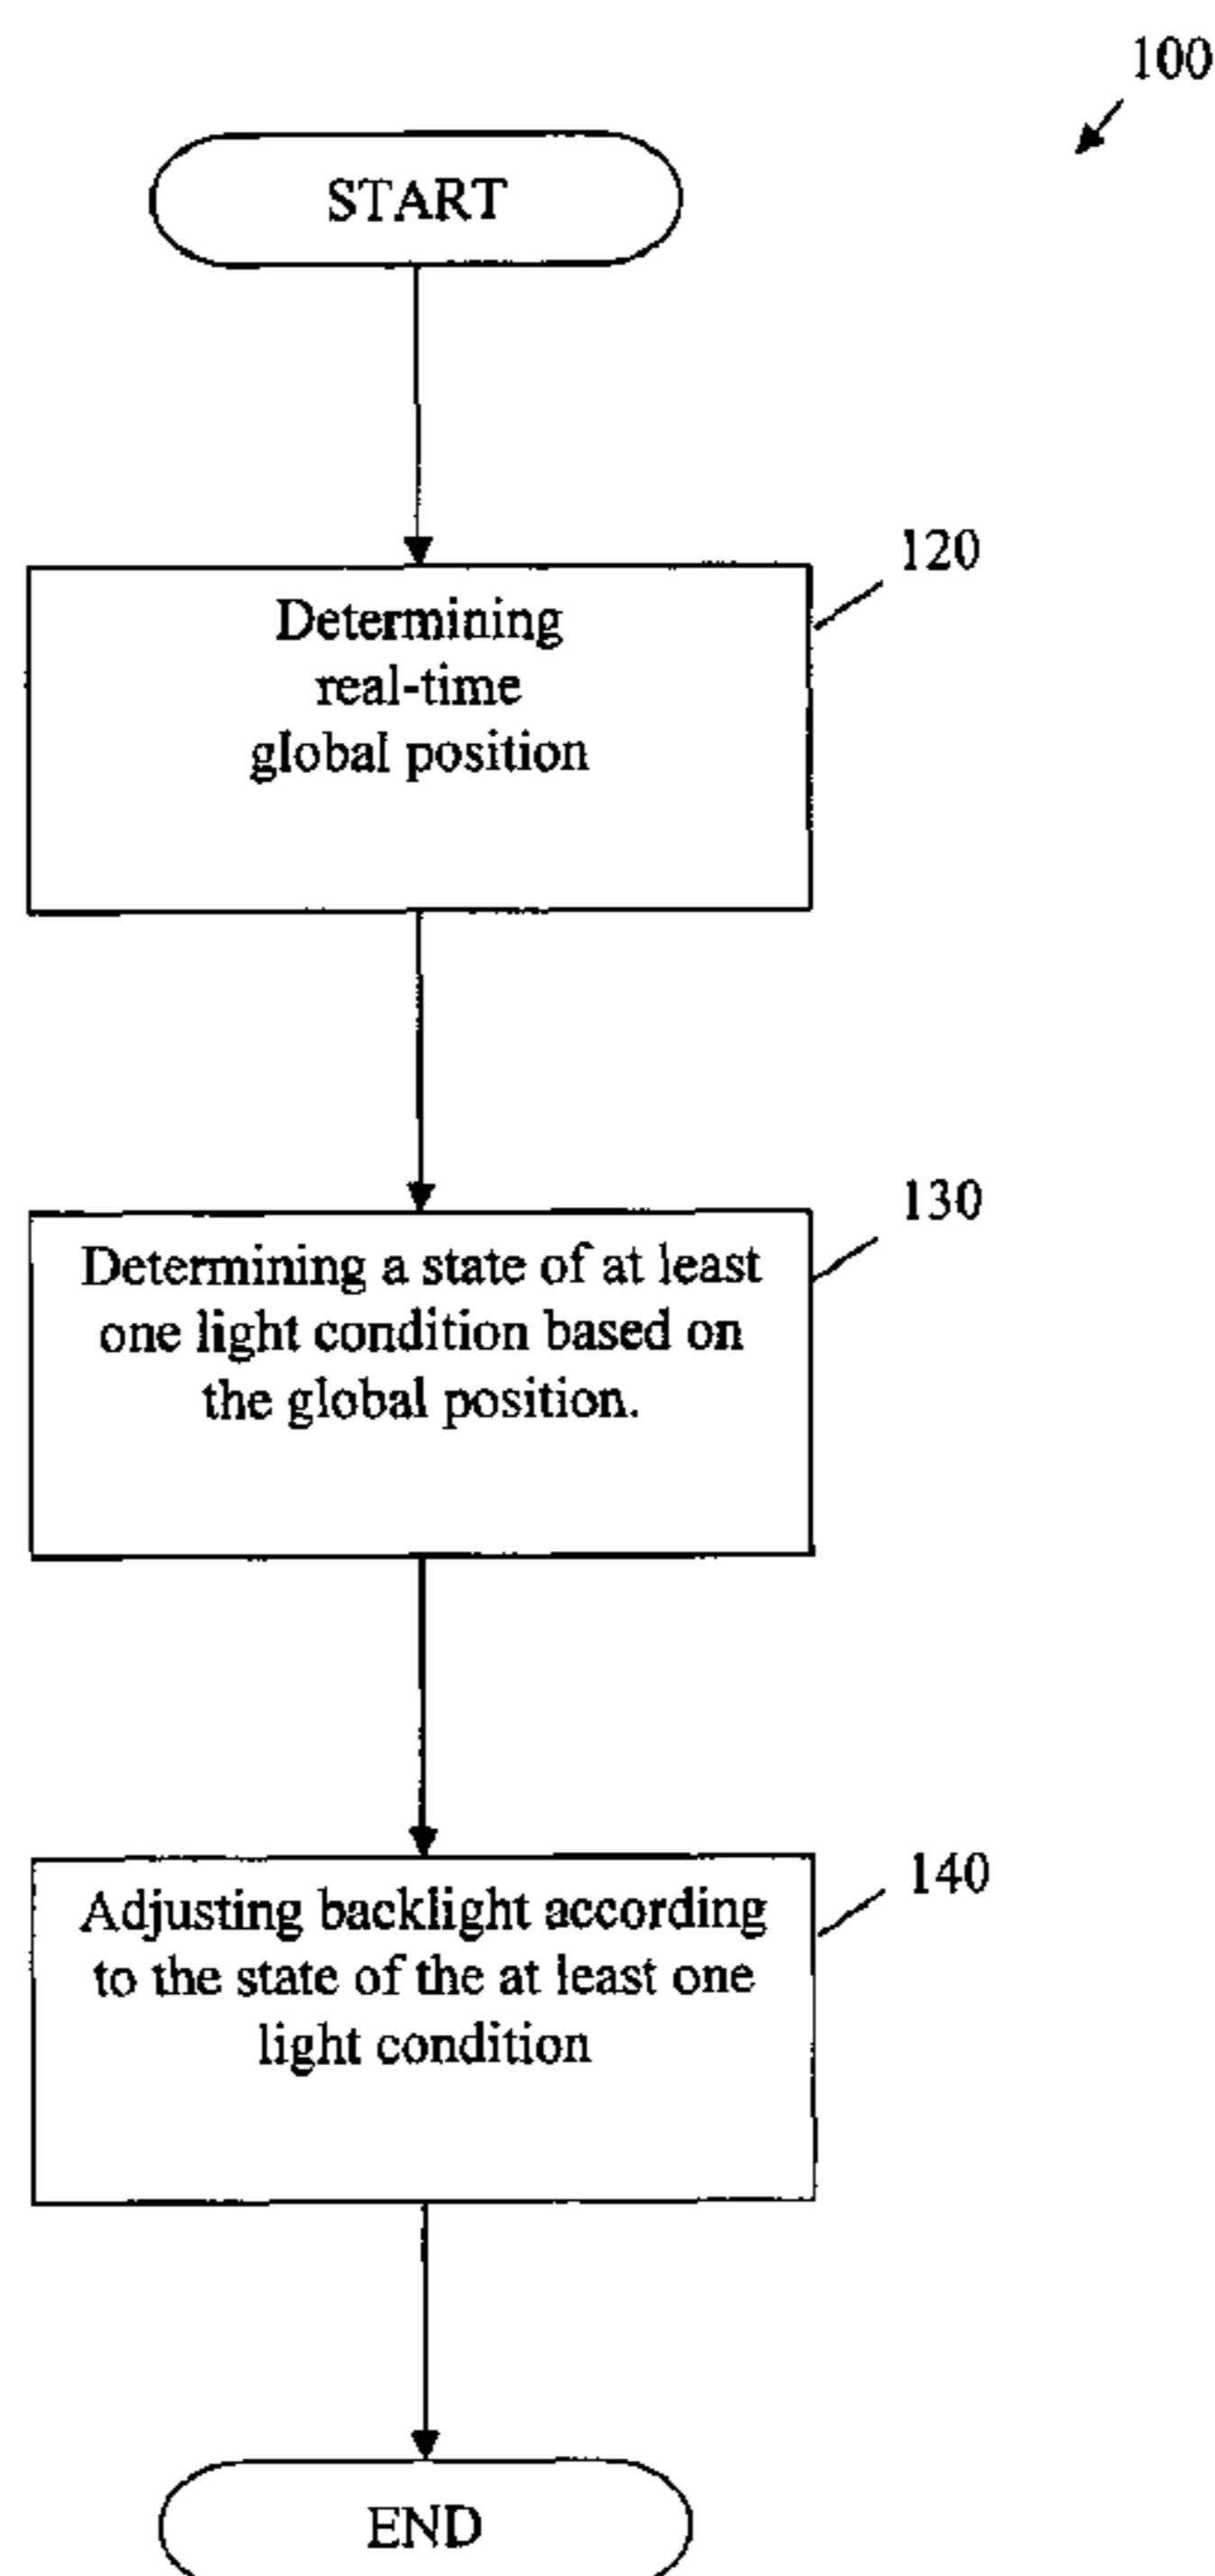 100
START
120
Determining
real-time
global position
130
Determining a state of at least
one light condition based on
the global position.
140
Adjusting backlight according
to the state of the at least one
light condition
END